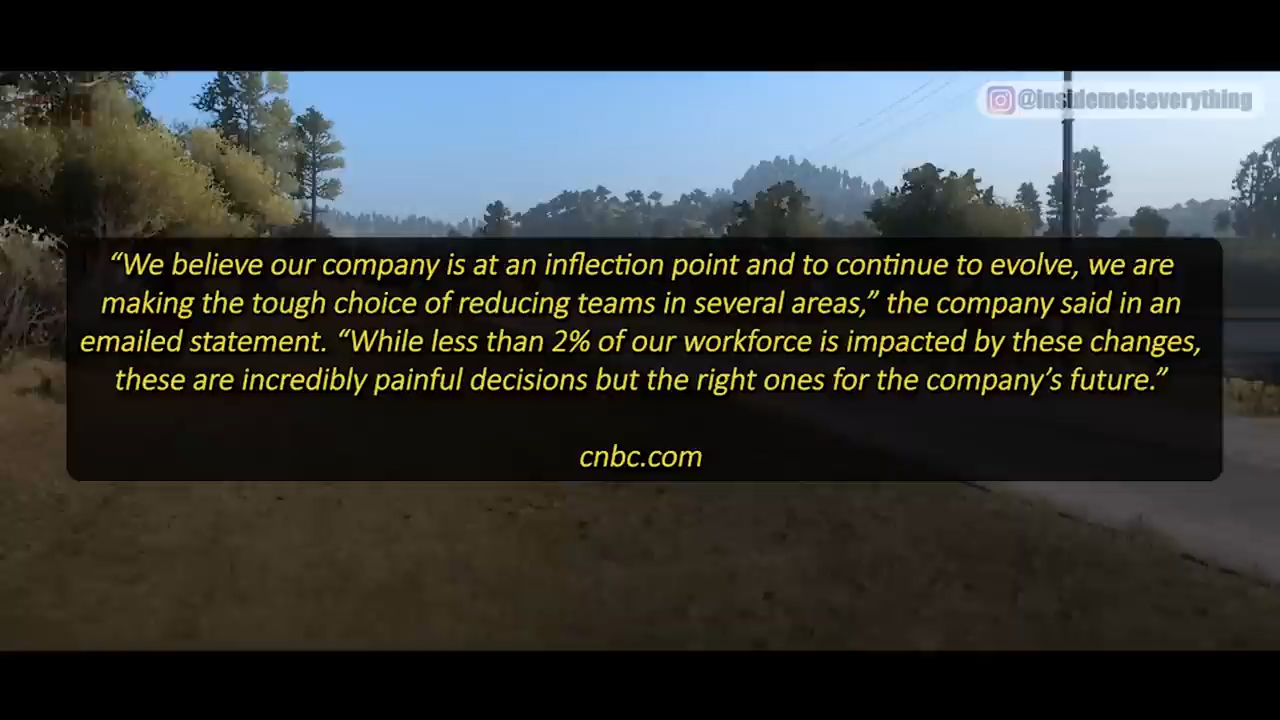 @insidemeiseverything
“We believe our company is at an inflection point and to continue to evolve, we are
making the tough choice of reducing teams in several areas,” the company said in an
emailed statement. “While less than 2% of our workforce is impacted by these changes,
these are incredibly painful decisions but the right ones for the company’s future.”
cnbc.com